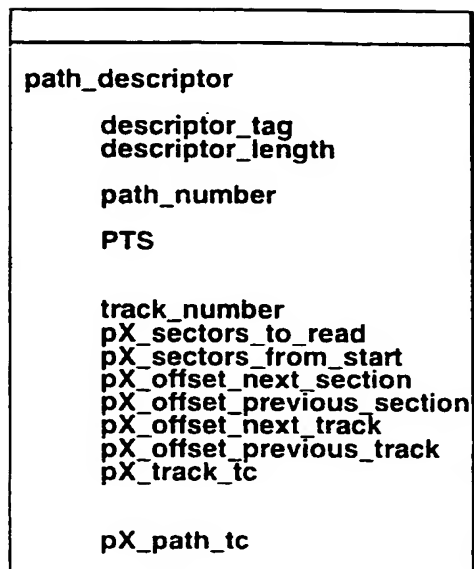 path_descriptor
descriptor_tag
descriptor_length
path_number
PTS
track_number
pX_sectors_to_read
pX_sectors_from_start
pX_offset_next_section
pX_offset_previous_section
pX_offset_next_track
pX_offset_previous_track
pX_track_tc
pX_path_tc